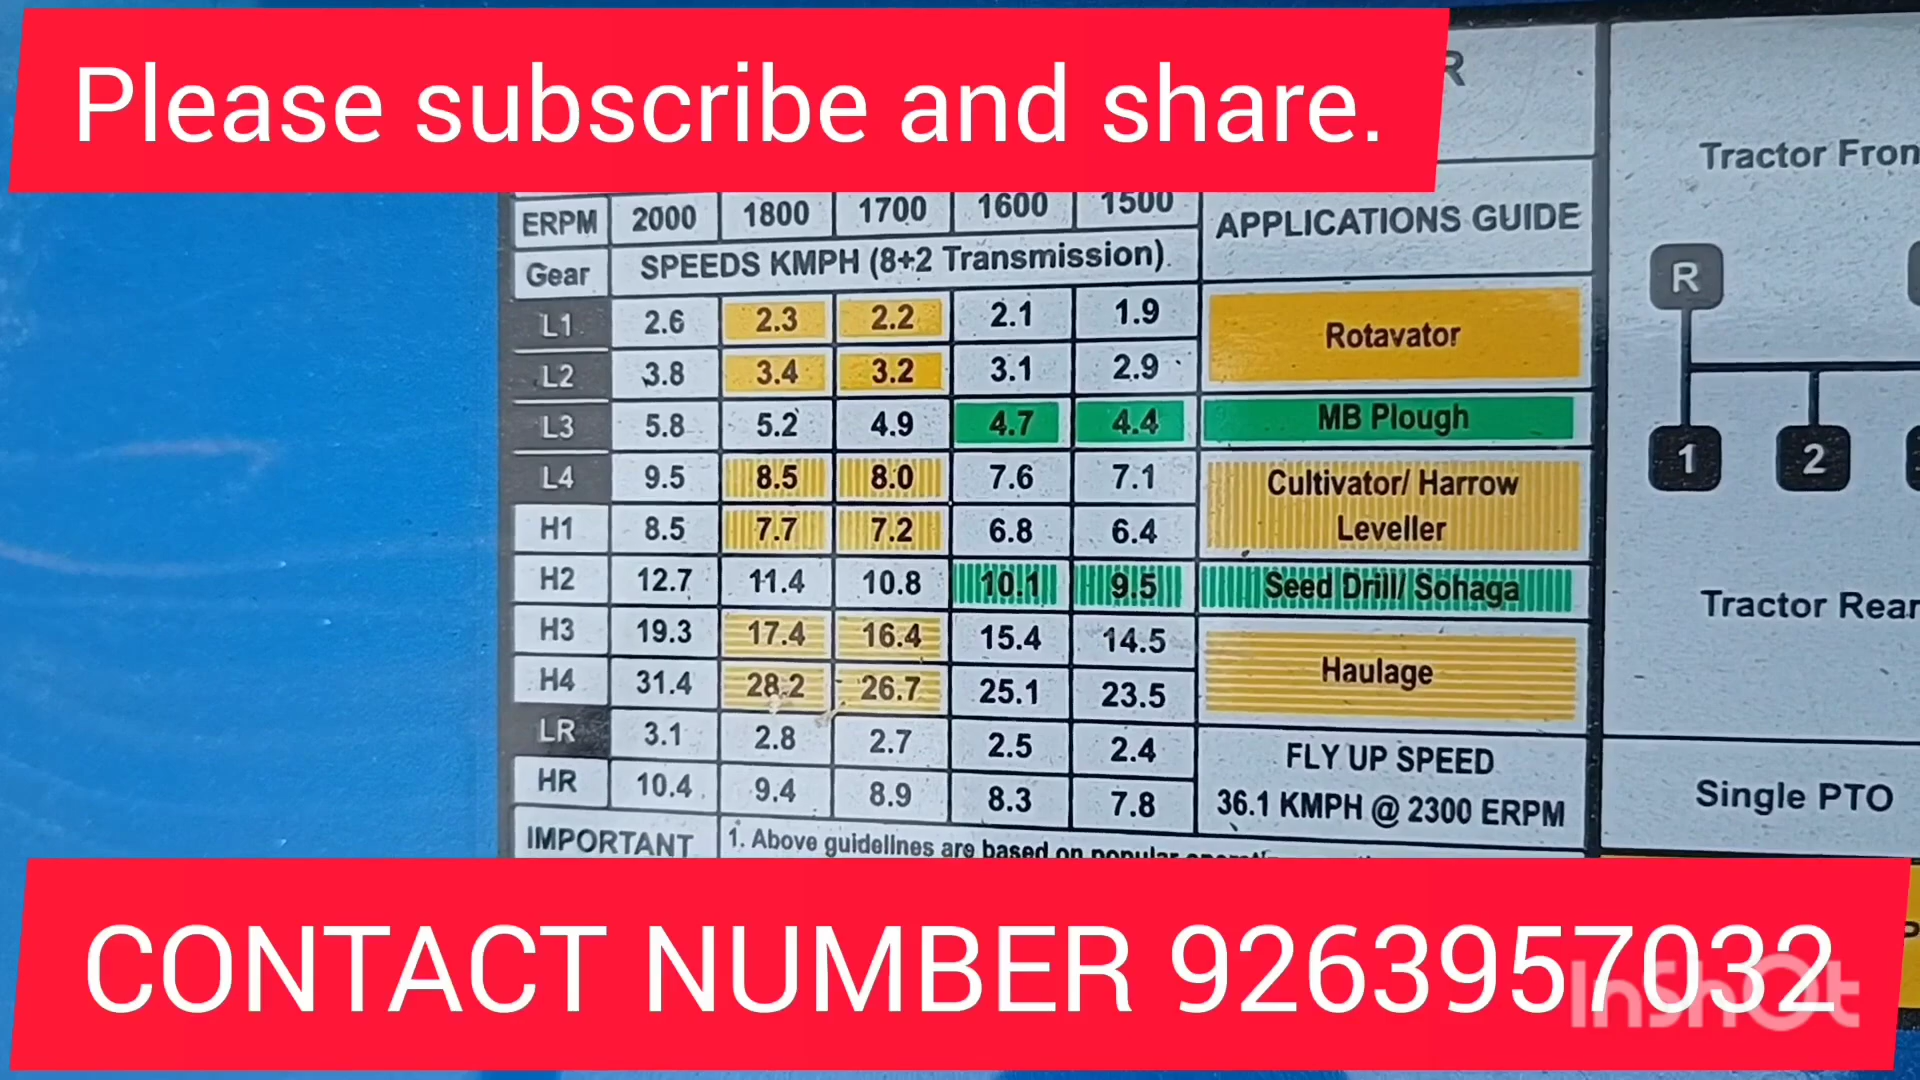 Please subscribe and share.
Tractor Fron
ERPM 2000 1800 1700 1600 1500 APPLICATIONS GUIDE
Gear SPEEDS KMPH (8+2 Transmission)
R
L1 2.6 2.3 2.2 2.1 1.9 Rotavator
L2 3.8 3.4 3.2 3.1 2.9
L3 5.8 5.2 4.9 4.7 4.4 MB Plough
1 2
L4 9.5 8.5 8.0 7.6 7.1 Cultivator/ Harrow
H1 8.5 7.7 7.2 6.8 6.4 Leveller
H2 12.7 11.4 10.8 10.1 9.5 Seed Drill/ Sohaga
Tractor Rear
H3 19.3 17.4 16.4 15.4 14.5 Haulage
H4 31.4 28.2 26.7 25.1 23.5
LR 3.1 2.8 2.7 2.5 2.4 FLY UP SPEED
HR 10.4 9.4 8.9 8.3 7.8 36.1 KMPH @ 2300 ERPM
Single PTO
IMPORTANT 1. Above guidelines are based on popular
CONTACT NUMBER 9263957032
InShOt